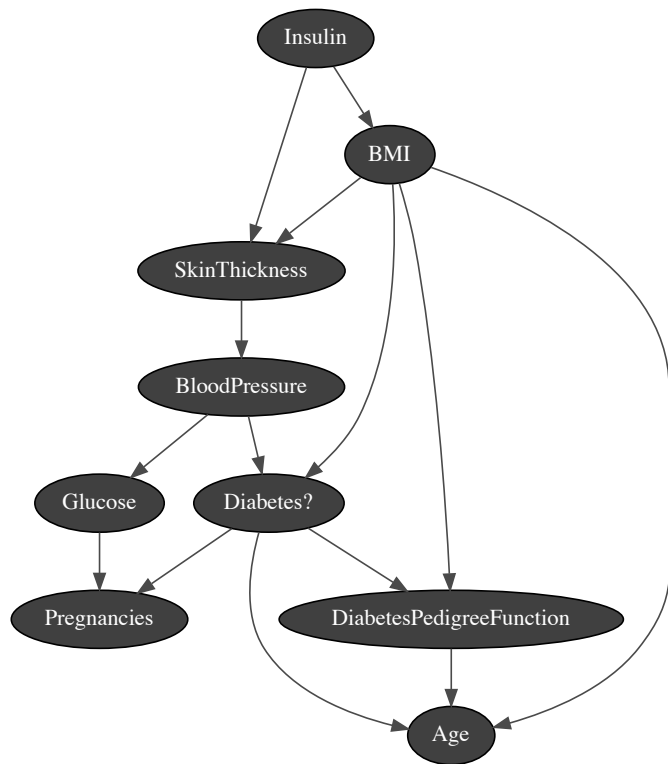 Insulin
BMI
SkinThickness
BloodPressure
Glucose
Diabetes?
Pregnancies
DiabetesPedigreeFunction
Age